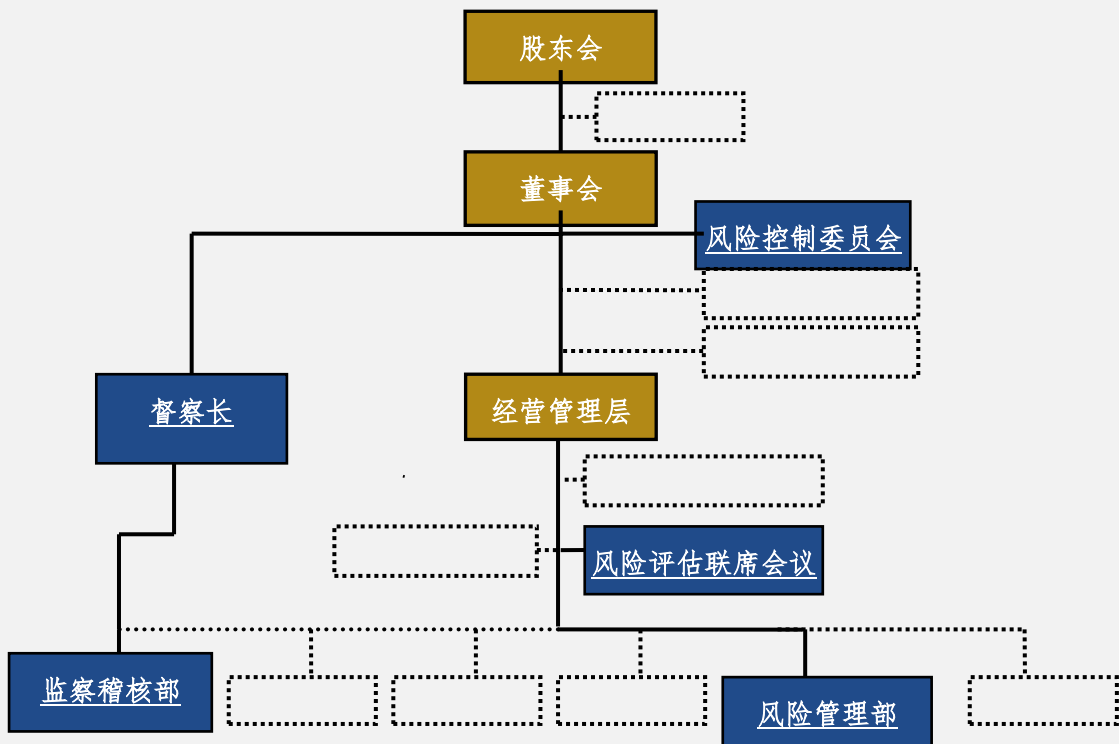 股东会
董事会
风险控制委员会
督察长
经营管理层
风险评估联席会议
监察稽核部
风险管理部